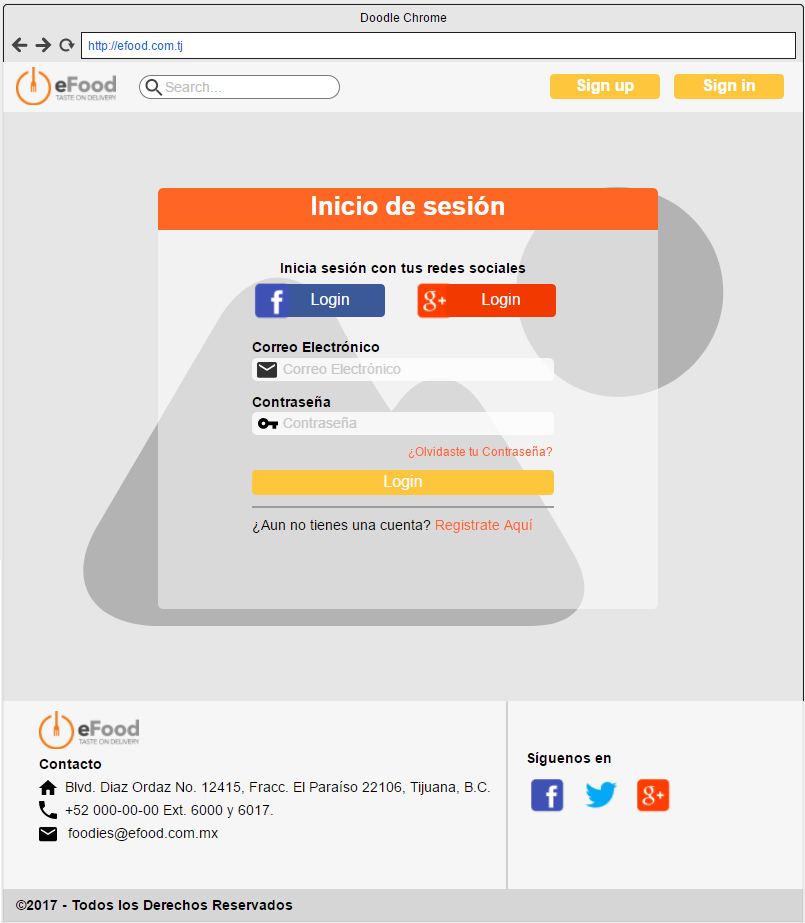 Doodle Chrome
http://efood.com.tj
eFood
TASTE ON DELIVERY
Search...
Sign up
Sign in
Inicio de sesión
Inicia sesión con tus redes sociales
f Login
g+ Login
Correo Electrónico
Correo Electrónico
Contraseña
Contraseña
¿Olvidaste tu Contraseña?
Login
¿Aun no tienes una cuenta? Registrate Aquí
eFood
TASTE ON DELIVERY
Contacto
Blvd. Diaz Ordaz No. 12415, Fracc. El Paraíso 22106, Tijuana, B.C.
+52 000-00-00 Ext. 6000 y 6017.
foodies@efood.com.mx
Síguenos en
f g+
©2017 - Todos los Derechos Reservados